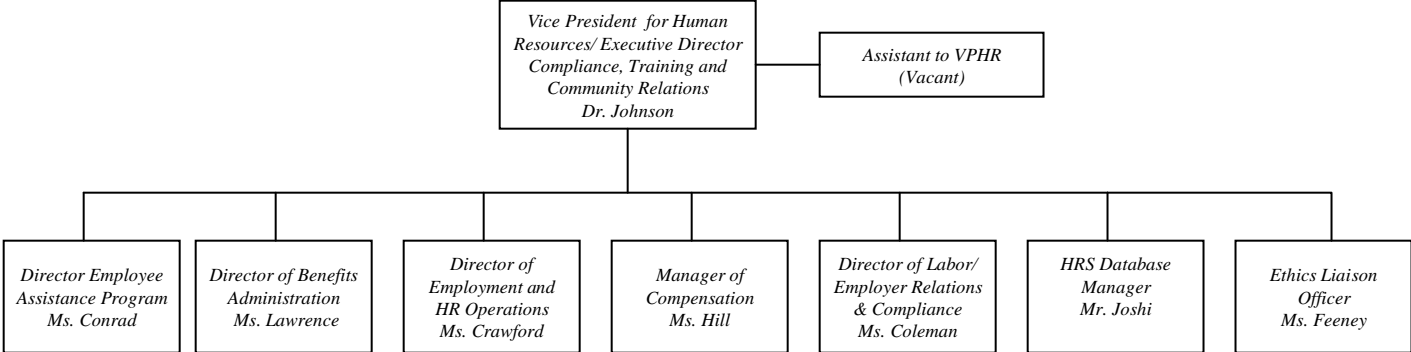 Vice President for Human
Resources/ Executive Director
Compliance, Training and
Community Relations
Dr. Johnson
Assistant to VPHR
(Vacant)
Director Employee
Assistance Program
Ms. Conrad
Director of Benefits
Administration
Ms. Lawrence
Director of
Employment and
HR Operations
Ms. Crawford
Manager of
Compensation
Ms. Hill
Director of Labor/
Employer Relations
& Compliance
Ms. Coleman
HRS Database
Manager
Mr. Joshi
Ethics Liaison
Officer
Ms. Feeney